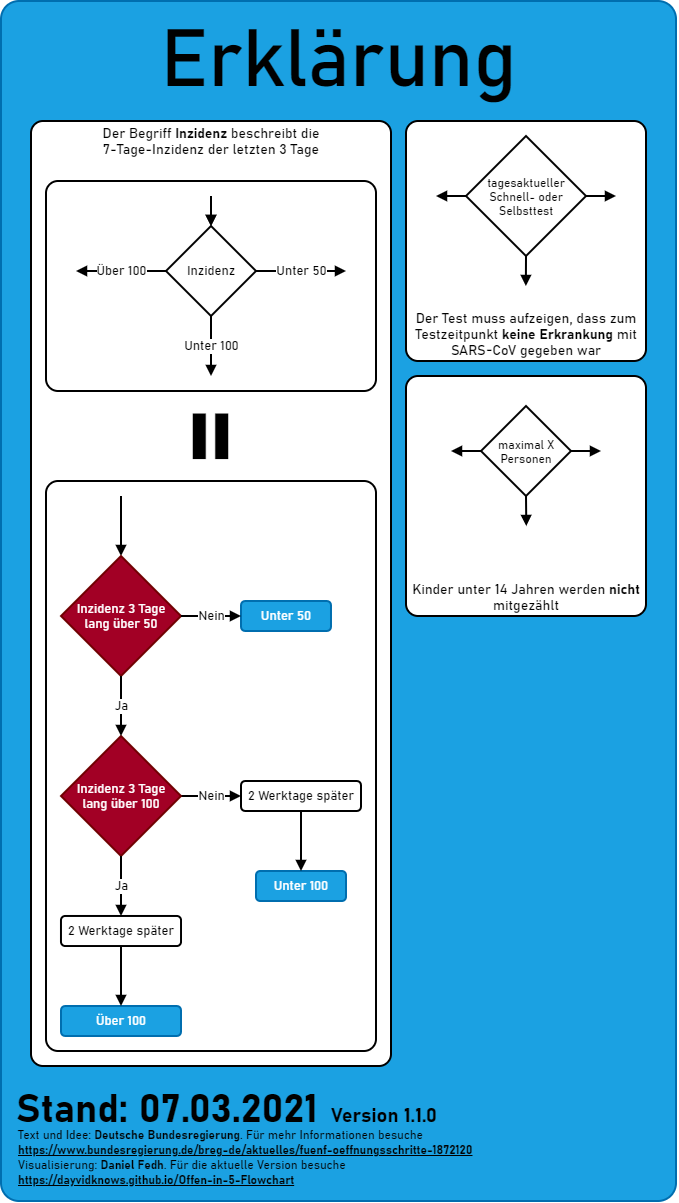 Erklärung
Der Begriff Inzidenz beschreibt die
7-Tage-Inzidenz der letzten 3 Tage
Über 100
Inzidenz
Unter 50
Unter 100
Inzidenz 3 Tage
lang über 50
Nein
Unter 50
Ja
Inzidenz 3 Tage
lang über 100
Nein
2 Werktage später
Unter 100
Ja
2 Werktage später
Über 100
tagesaktueller
Schnell- oder
Selbsttest
Der Test muss aufzeigen, dass zum
Testzeitpunkt keine Erkrankung mit
SARS-CoV gegeben war
maximal X
Personen
Kinder unter 14 Jahren werden nicht
mitgezählt
Stand: 07.03.2021 Version 1.1.0
Text und Idee: Deutsche Bundesregierung. Für mehr Informationen besuche
https://www.bundesregierung.de/breg-de/aktuelles/fuenf-oeffnungsschritte-1872120
Visualisierung: Daniel Fedh. Für die aktuelle Version besuche
https://dayvidknows.github.io/Offen-in-5-Flowchart